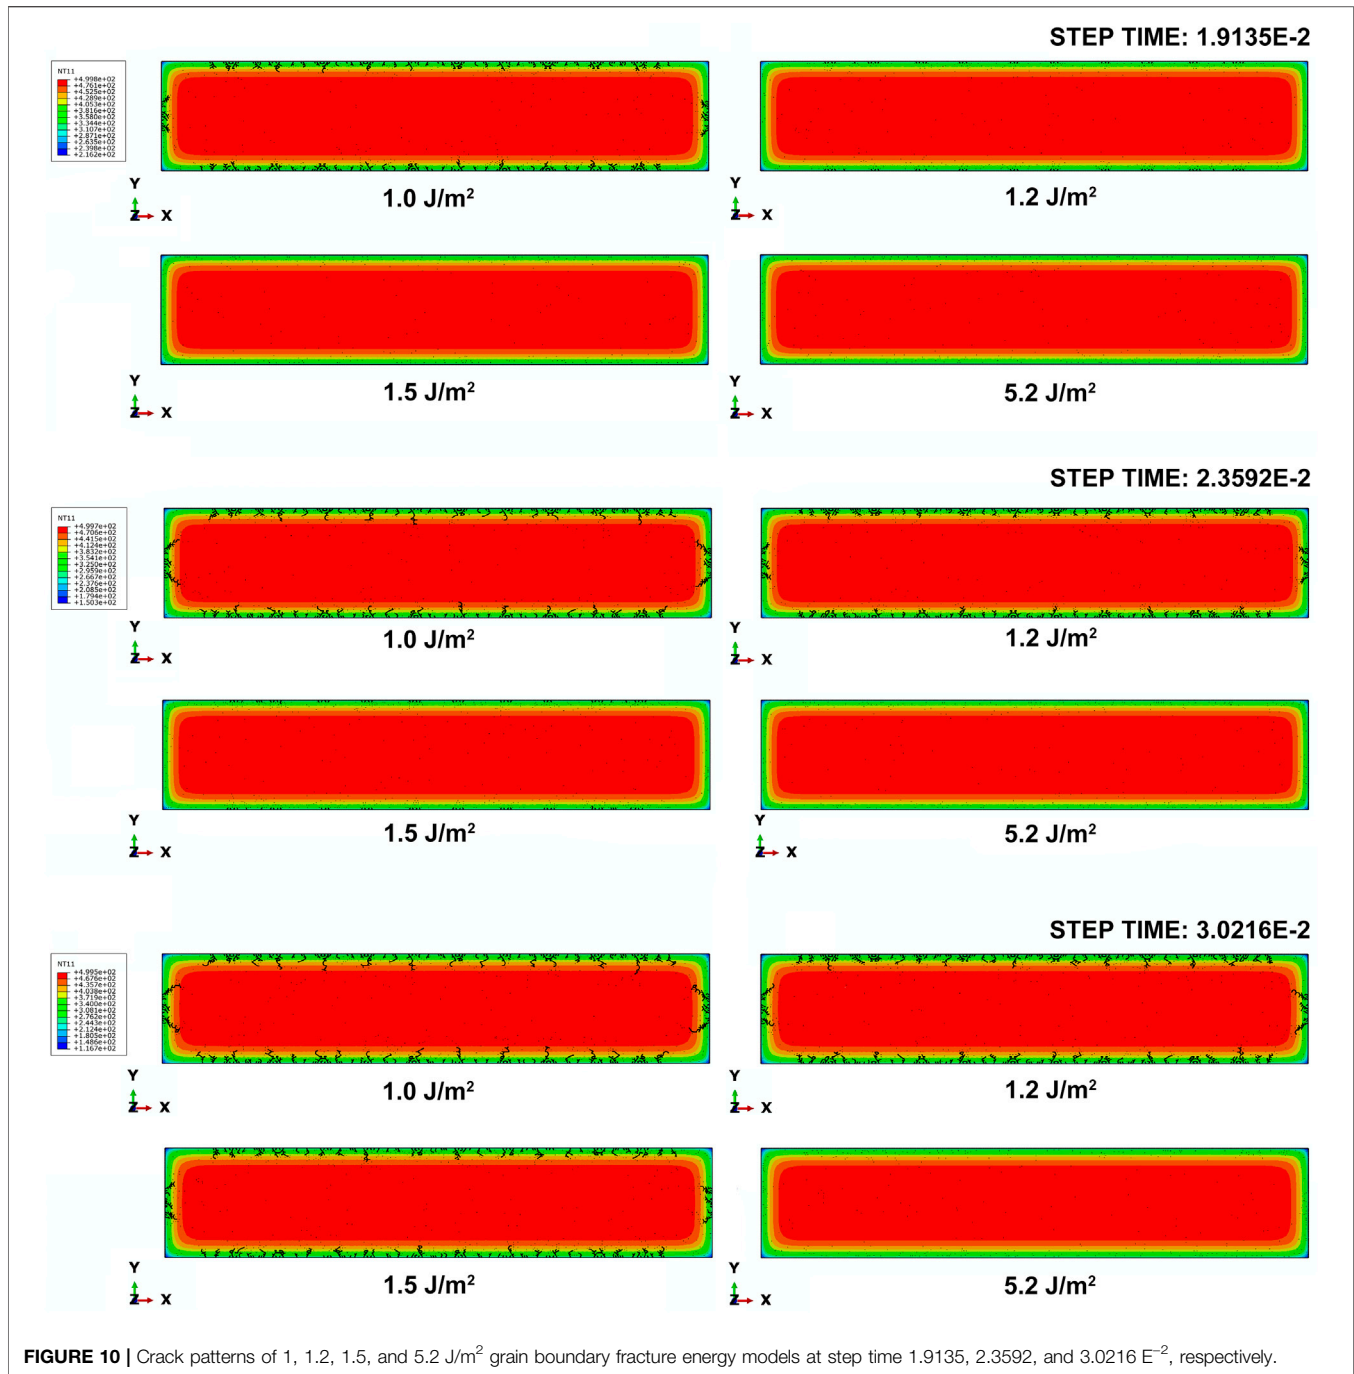 STEP TIME: 1.9135E-2
NT11
+4.998e+02
+4.761e+02
+4.525e+02
+4.289e+02
+4.053e+02
+3.816e+02
+3.580e+02
+3.344e+02
+3.107e+02
+2.871e+02
+2.635e+02
+2.398e+02
+2.162e+02
Y
Z X
1.0 J/m²
Y
Z X
1.2 J/m²
Y
Z X
1.5 J/m²
Y
Z X
5.2 J/m²
STEP TIME: 2.3592E-2
NT11
+4.997e+02
+4.706e+02
+4.415e+02
+4.124e+02
+3.832e+02
+3.541e+02
+3.250e+02
+2.959e+02
+2.667e+02
+2.376e+02
+2.085e+02
+1.794e+02
+1.503e+02
Y
Z X
1.0 J/m²
Y
Z X
1.2 J/m²
Y
Z X
1.5 J/m²
Y
Z X
5.2 J/m²
STEP TIME: 3.0216E-2
NT11
+4.995e+02
+4.676e+02
+4.357e+02
+4.038e+02
+3.719e+02
+3.400e+02
+3.081e+02
+2.762e+02
+2.443e+02
+2.124e+02
+1.805e+02
+1.486e+02
+1.167e+02
Y
Z X
1.0 J/m²
Y
Z X
1.2 J/m²
Y
Z X
1.5 J/m²
Y
Z X
5.2 J/m²
FIGURE 10 | Crack patterns of 1, 1.2, 1.5, and 5.2 J/m² grain boundary fracture energy models at step time 1.9135, 2.3592, and 3.0216 E⁻², respectively.